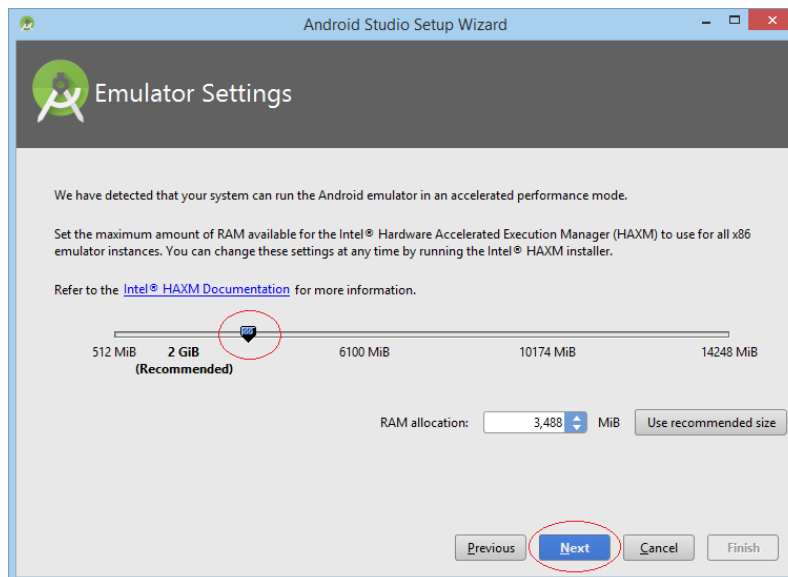 Android Studio Setup Wizard
Emulator Settings
We have detected that your system can run the Android emulator in an accelerated performance mode.
Set the maximum amount of RAM available for the Intel® Hardware Accelerated Execution Manager (HAXM) to use for all x86
emulator instances. You can change these settings at any time by running the Intel® HAXM installer.
Refer to the Intel® HAXM Documentation for more information.
512 MiB 2 GiB 6100 MiB 10174 MiB 14248 MiB
(Recommended)
RAM allocation: 3,488 MiB Use recommended size
Previous Next Cancel Finish